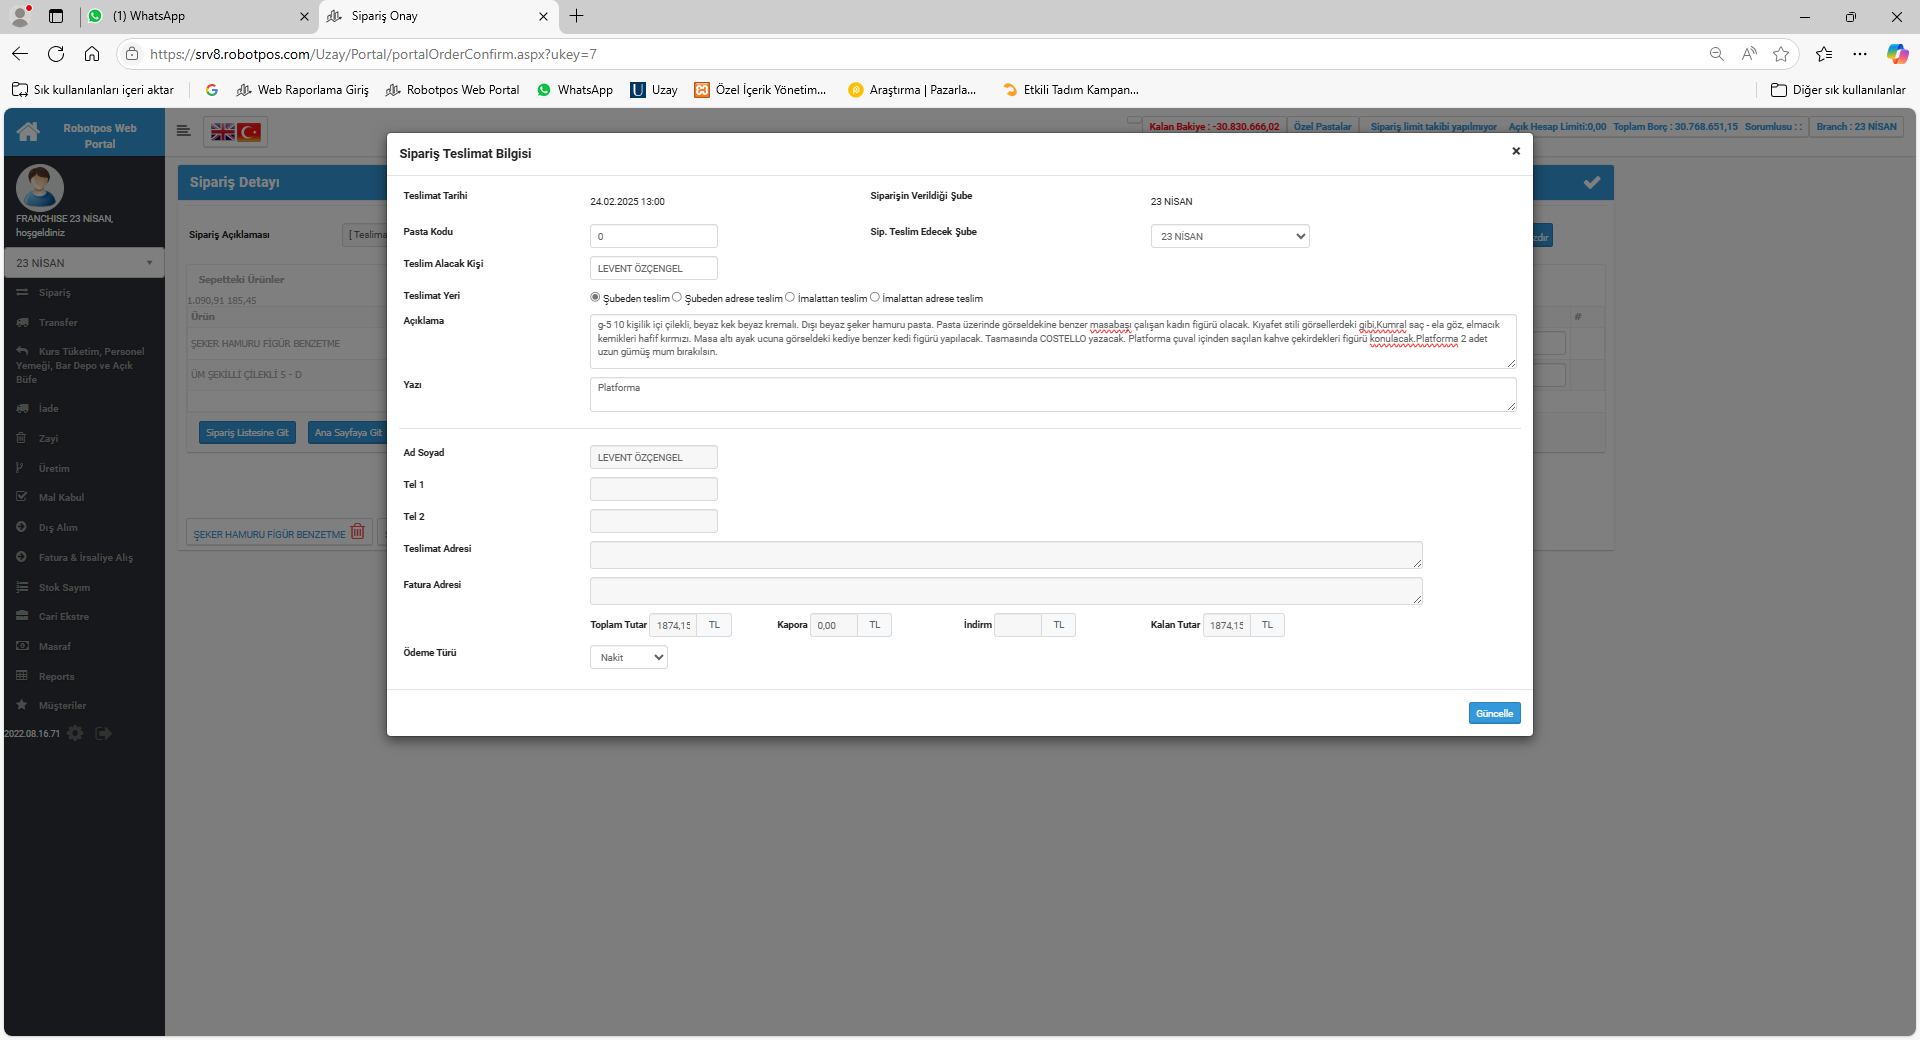 (1) WhatsApp
Sipariş Onay
https://srv8.robotpos.com/Uzay/Portal/portalOrderConfirm.aspx?ukey=7
Sık kullanılanları içeri aktar
Web Raporlama Giriş
Robotpos Web Portal
WhatsApp
Uzay
Özel İçerik Yönetim...
Araştırma | Pazarla...
Etkili Tadım Kampan...
Diğer sık kullanılanlar
Robotpos Web
Portal
Kalan Bakiye : -30.830.666,02
Özel Pastalar
Sipariş limit takibi yapılmıyor
Açık Hesap Limiti:0,00
Toplam Borç : 30.768.651,15
Sorumlusu : :
Branch : 23 NİSAN
FRANCHISE 23 NİSAN,
hoşgeldiniz
23 NİSAN
Sipariş
Transfer
Kurs Tüketim, Personel
Yemeği, Bar Depo ve Açık
Büfe
İade
Zayi
Üretim
Mal Kabul
Dış Alım
Fatura & İrsaliye Alış
Stok Sayım
Cari Ekstre
Masraf
Reports
Müşteriler
2022.08.16.71
Sipariş Detayı
Sipariş Açıklaması
[ Teslima
Sepetteki Ürünler
1.090,91 185,45
Ürün
#
ŞEKER HAMURU FİGÜR BENZETME
ÜM ŞEKİLLİ ÇİLEKLİ 5 - D
Sipariş Listesine Git
Ana Sayfaya Git
ŞEKER HAMURU FİGÜR BENZETME
zdır
Sipariş Teslimat Bilgisi
×
Teslimat Tarihi
24.02.2025 13:00
Siparişin Verildiği Şube
23 NİSAN
Pasta Kodu
0
Sip. Teslim Edecek Şube
23 NİSAN
Teslim Alacak Kişi
LEVENT ÖZÇENGEL
Teslimat Yeri
Şubeden teslim
Şubeden adrese teslim
İmalattan teslim
İmalattan adrese teslim
Açıklama
g-5 10 kişilik içi çilekli, beyaz kek beyaz kremalı. Dışı beyaz şeker hamuru pasta. Pasta üzerinde görseldekine benzer masabaşı çalışan kadın figürü olacak. Kıyafet stili görsellerdeki gibi,Kumral saç - ela göz, elmacık
kemikleri hafif kırmızı. Masa altı ayak ucuna görseldeki kediye benzer kedi figürü yapılacak. Tasmasında COSTELLO yazacak. Platforma çuval içinden saçılan kahve çekirdekleri figürü konulacak.Platforma 2 adet
uzun gümüş mum bırakılsın.
Yazı
Platforma
Ad Soyad
LEVENT ÖZÇENGEL
Tel 1
Tel 2
Teslimat Adresi
Fatura Adresi
Toplam Tutar
1874,15
TL
Kapora
0,00
TL
İndirm
TL
Kalan Tutar
1874,15
TL
Ödeme Türü
Nakit
Güncelle